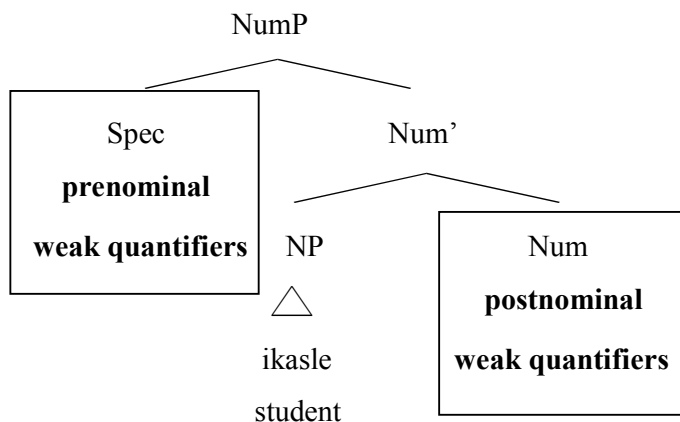 NumP
Spec
prenominal
weak quantifiers
Num’
NP
ikasle
student
Num
postnominal
weak quantifiers